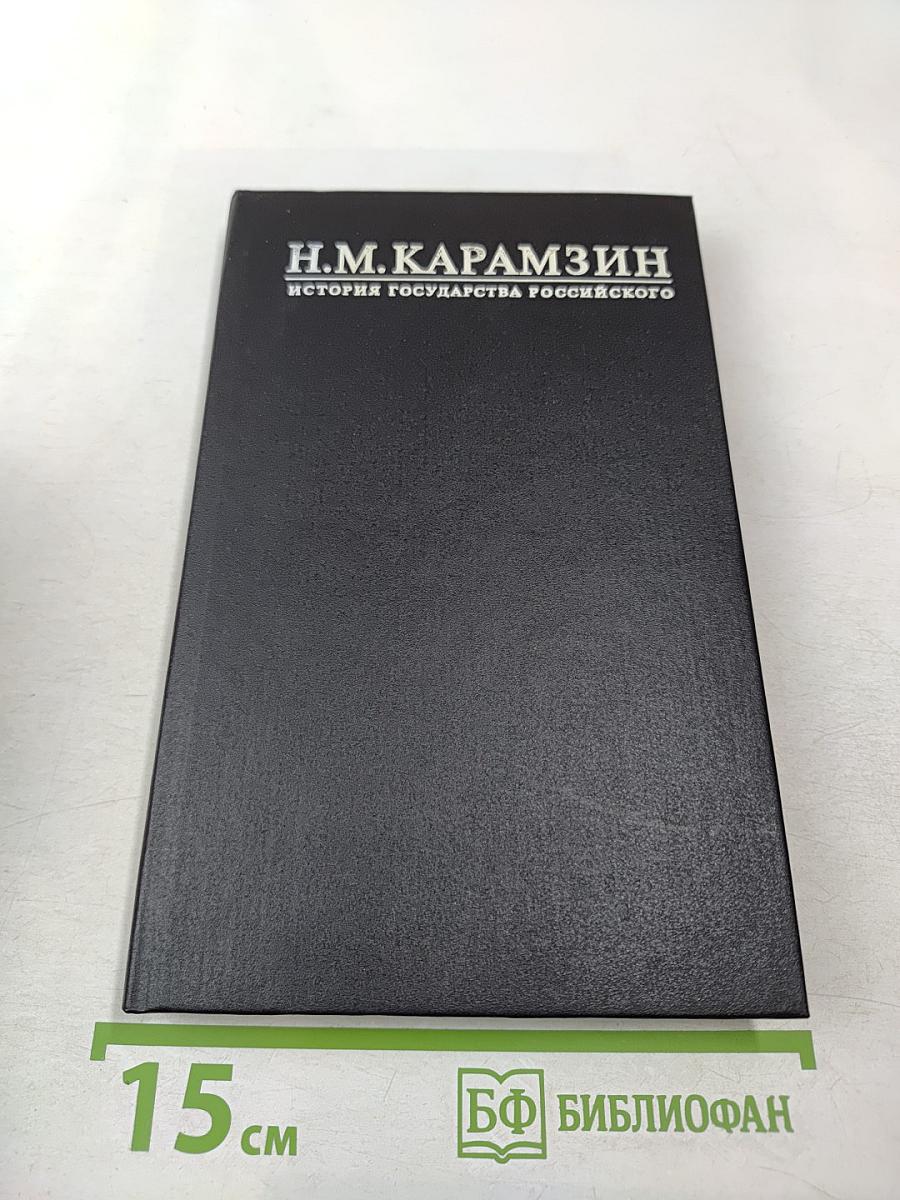 Н.М.КАРАМЗИН
ИСТОРИЯ ГОСУДАРСТВА РОССИЙСКОГО
15 см
БФ БИБЛИОФАН